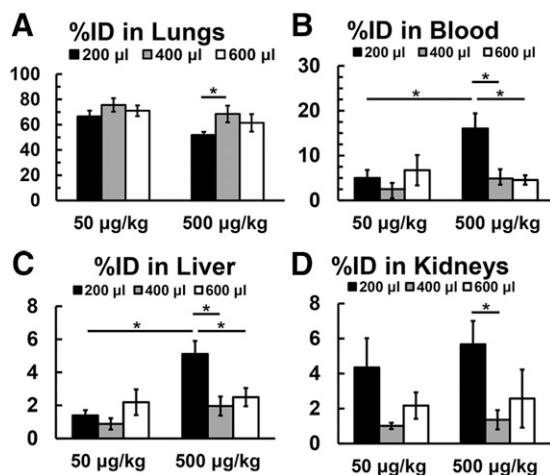 A %ID in Lungs
200 µl 400 µl 600 µl
100
80
60
40
20
0
*
50 µg/kg 500 µg/kg
B %ID in Blood
200 µl 400 µl 600 µl
30
20
10
0
* * *
50 µg/kg 500 µg/kg
C %ID in Liver
200 µl 400 µl 600 µl
8
6
4
2
0
* * *
50 µg/kg 500 µg/kg
D %ID in Kidneys
200 µl 400 µl 600 µl
8
6
4
2
0
*
50 µg/kg 500 µg/kg